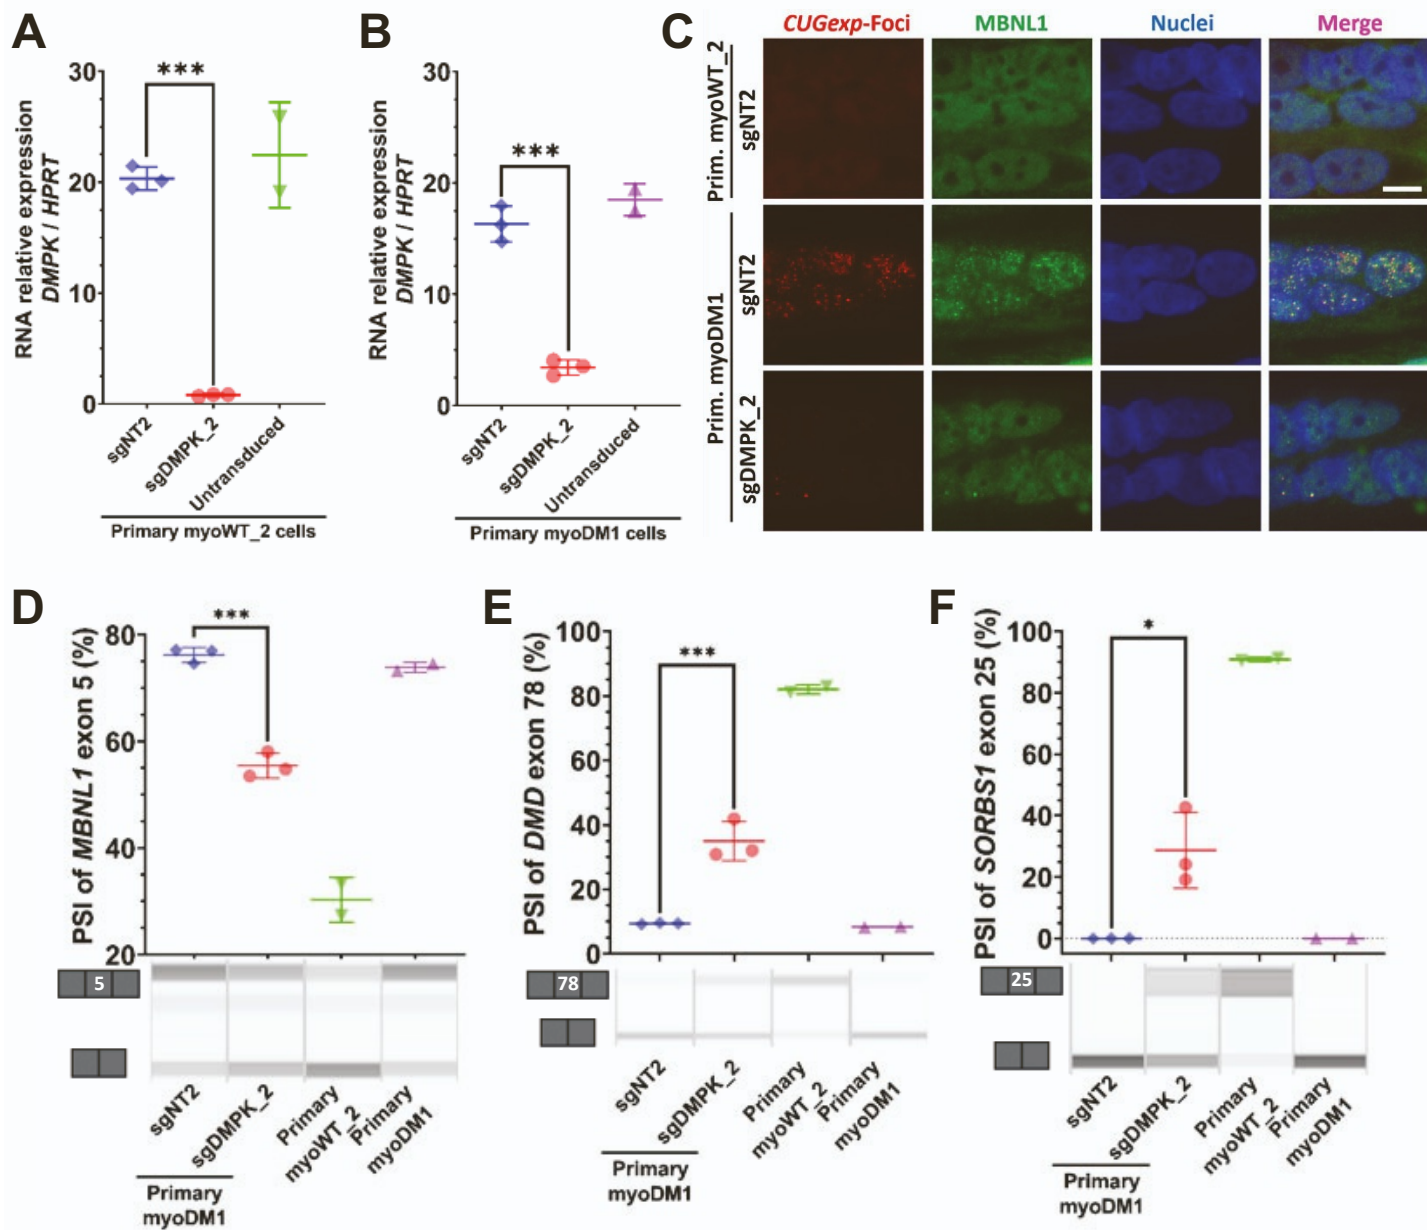 A
RNA relative expression
DMPK / HPRT
30
20
10
0
***
sgNT2
sgDMPK_2
Untransduced
Primary myoWT_2 cells
B
RNA relative expression
DMPK / HPRT
30
20
10
0
***
sgNT2
sgDMPK_2
Untransduced
Primary myoDM1 cells
C
CUGexp-Foci
MBNL1
Nuclei
Merge
Prim. myoWT_2
sgNT2
Prim. myoDM1
sgNT2
sgDMPK_2
D
PSI of MBNL1 exon 5 (%)
80
60
40
20
***
5
sgNT2
sgDMPK_2
Primary
myoWT_2
Primary
myoDM1
Primary
myoDM1
E
PSI of DMD exon 78 (%)
100
80
60
40
20
0
***
78
sgNT2
sgDMPK_2
Primary
myoWT_2
Primary
myoDM1
Primary
myoDM1
F
PSI of SORBS1 exon 25 (%)
100
80
60
40
20
0
*
25
sgNT2
sgDMPK_2
Primary
myoWT_2
Primary
myoDM1
Primary
myoDM1